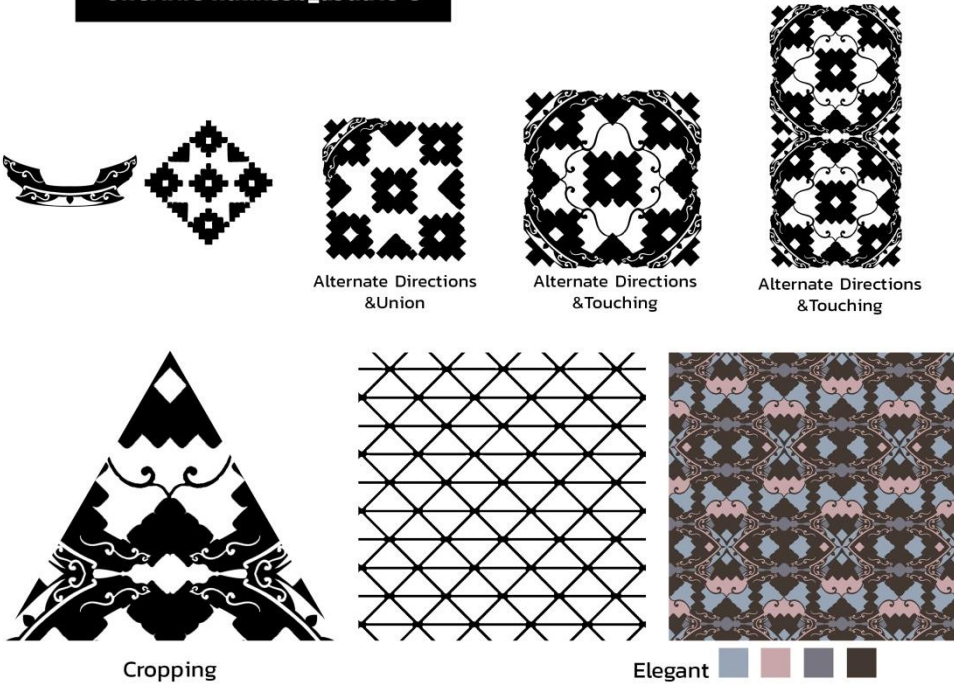 Alternate Directions
&Union
Alternate Directions
&Touching
Alternate Directions
&Touching
Cropping
Elegant